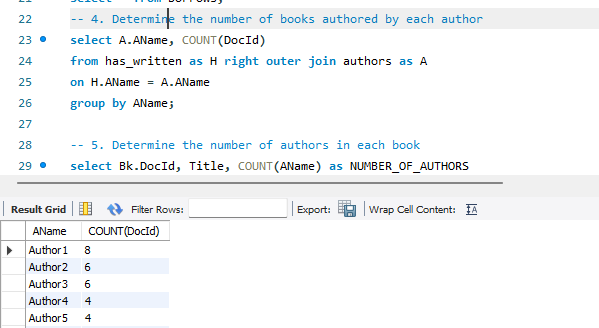 21 select * from borrows;
22 -- 4. Determine the number of books authored by each author
23 select A.AName, COUNT(DocId)
24 from has_written as H right outer join authors as A
25 on H.AName = A.AName
26 group by AName;
27
28 -- 5. Determine the number of authors in each book
29 select Bk.DocId, Title, COUNT(AName) as NUMBER_OF_AUTHORS
Result Grid Filter Rows: Export: Wrap Cell Content: IA
AName COUNT(DocId)
Author1 8
Author2 6
Author3 6
Author4 4
Author5 4